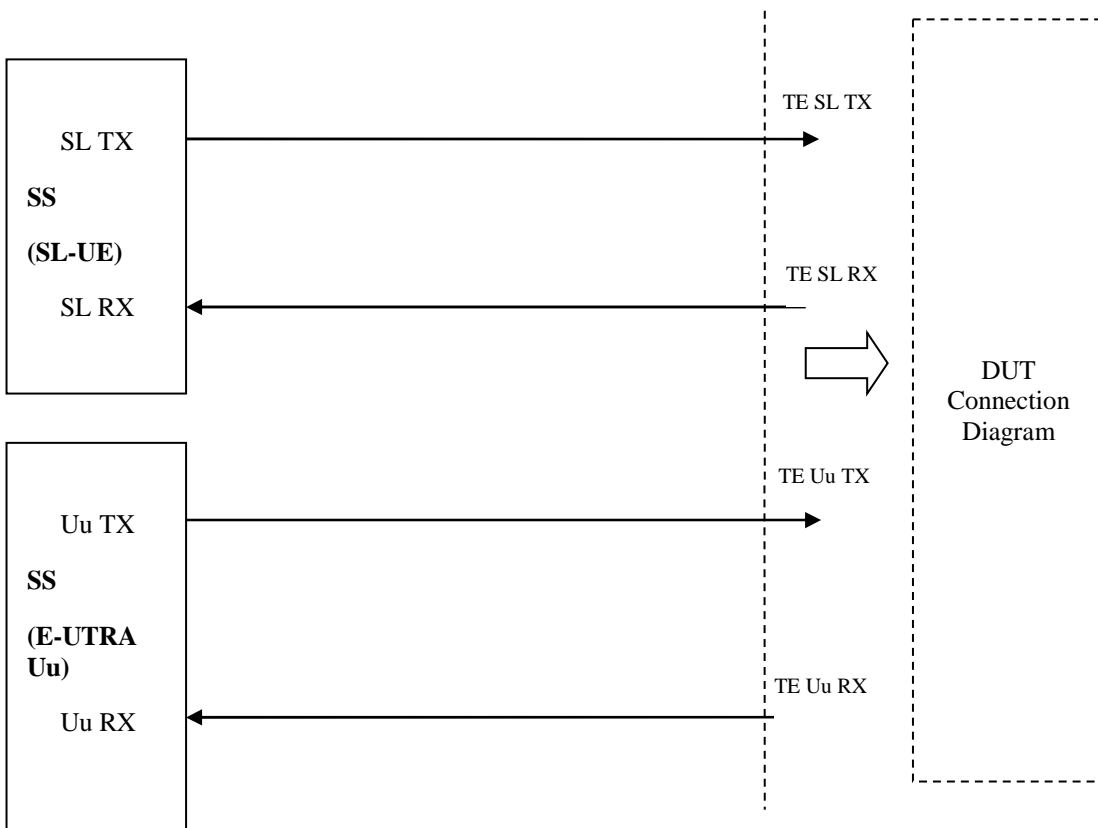 SL TX
SS
(SL-UE)
SL RX
TE SL TX
TE SL RX
Uu TX
SS
(E-UTRA
Uu)
Uu RX
TE Uu TX
TE Uu RX
DUT
Connection
Diagram